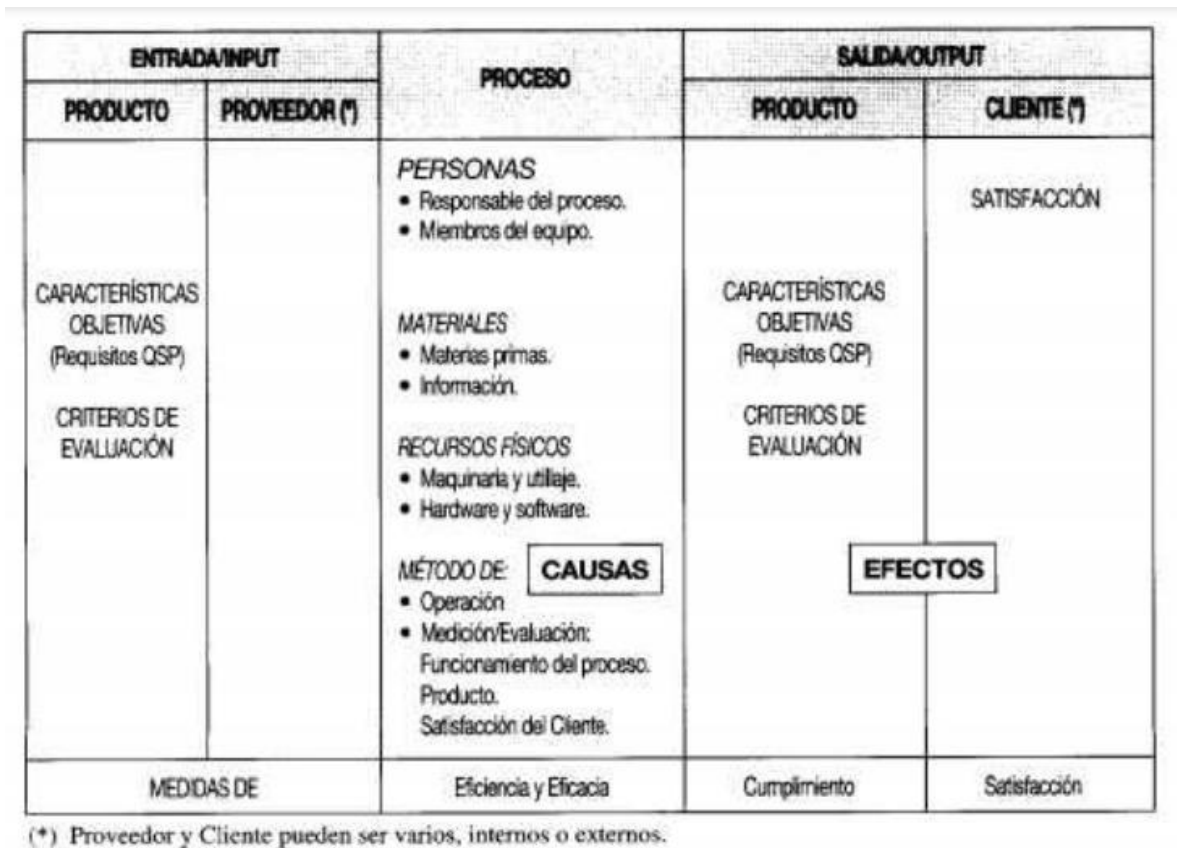 ENTRADA/INPUT
PROCESO
SALIDA/OUTPUT
PRODUCTO
PROVEEDOR (*)
PRODUCTO
CLIENTE (*)
CARACTERÍSTICAS
OBJETIVAS
(Requisitos QSP)
CRITERIOS DE
EVALUACIÓN
PERSONAS
• Responsable del proceso.
• Miembros del equipo.
MATERIALES
• Materias primas.
• Información.
RECURSOS FÍSICOS
• Maquinaria y utillaje.
• Hardware y software.
MÉTODO DE:
CAUSAS
• Operación
• Medición/Evaluación:
Funcionamiento del proceso.
Producto.
Satisfacción del Cliente.
CARACTERÍSTICAS
OBJETIVAS
(Requisitos QSP)
CRITERIOS DE
EVALUACIÓN
SATISFACCIÓN
EFECTOS
MEDIDAS DE
Eficiencia y Eficacia
Cumplimiento
Satisfacción
(*) Proveedor y Cliente pueden ser varios, internos o externos.